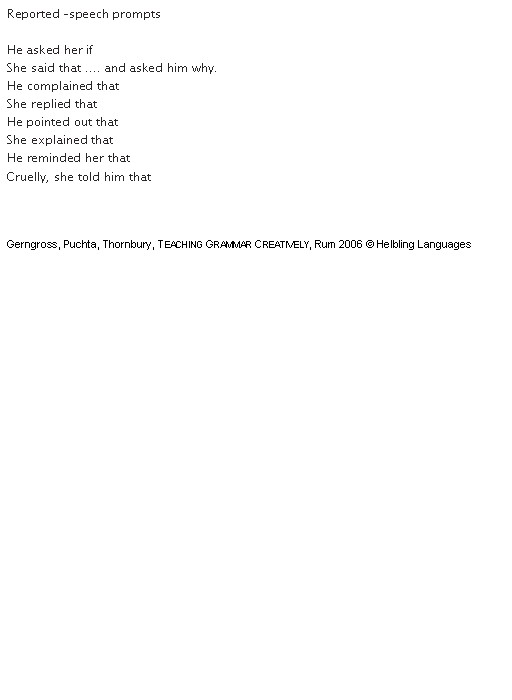 Reported -speech prompts
He asked her if
She said that .... and asked him why.
He complained that
She replied that
He pointed out that
She explained that
He reminded her that
Cruelly, she told him that
Gerngross, Puchta, Thornbury, TEACHING GRAMMAR CREATIVELY, Rum 2006 © Helbling Languages